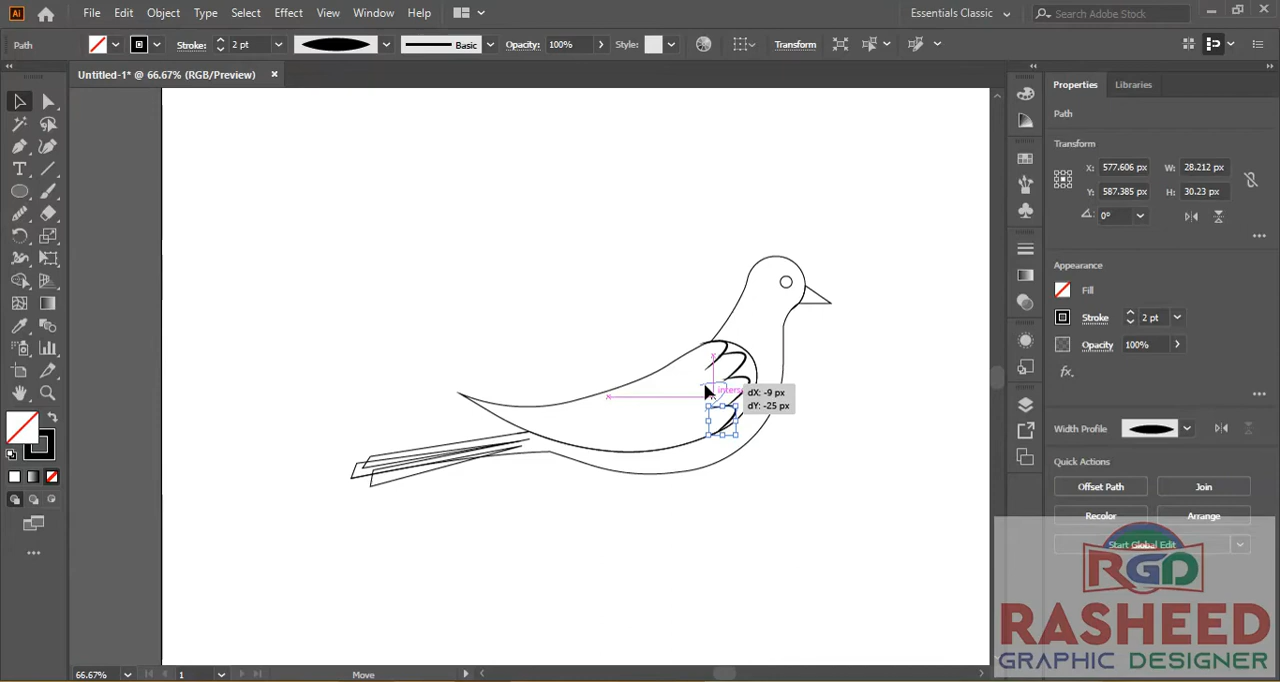 Ai File Edit Object Type Select Effect View Window Help Essentials Classic Search Adobe Stock
Path Stroke: 2 pt Basic Opacity: 100% Style: Transform
Untitled-1* @ 66.67% (RGB/Preview)
Properties Libraries
Path
Transform
X: 577.606 px W: 28.212 px
Y: 587.385 px H: 30.23 px
0°
Appearance
Fill
Stroke 2 pt
Opacity 100%
fx.
Width Profile
Quick Actions
Offset Path Join
Recolor Arrange
Start Global Edit
dX: -9 px
dY: -25 px
66.67% 1 Move
RGD
RASHEED
GRAPHIC DESIGNER